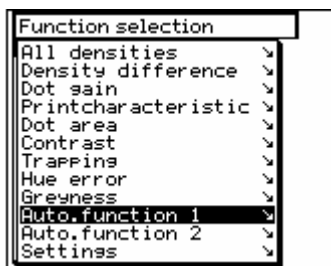 Function selection
All densities
Density difference
Dot gain
Printcharacteristic
Dot area
Contrast
Trapping
Hue error
Greyness
Auto.function 1
Auto.function 2
Settings